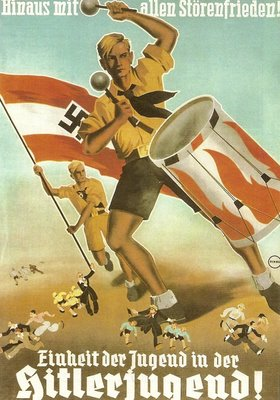 Hinaus mit allen Störenfrieden!
Einheit der Jugend in der
Hitlerjugend!